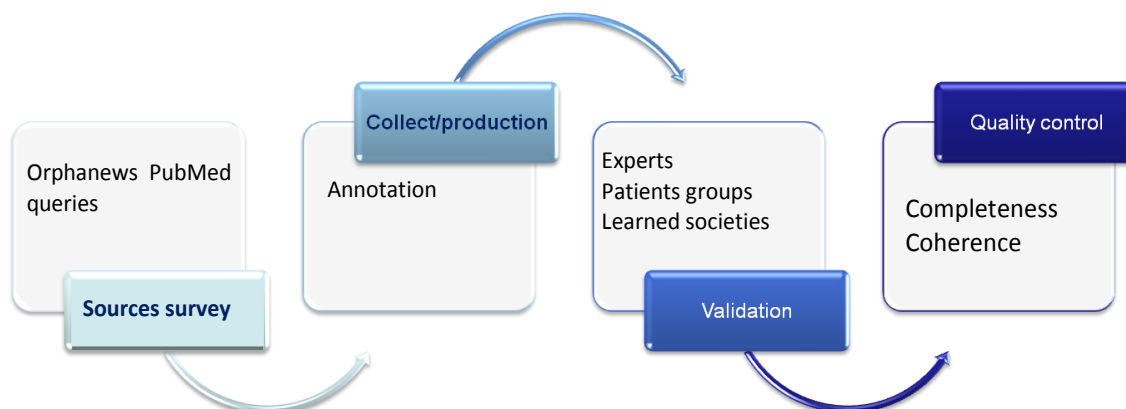 Orphanews PubMed
queries
Sources survey
Collect/production
Annotation
Experts
Patients groups
Learned societies
Validation
Quality control
Completeness
Coherence